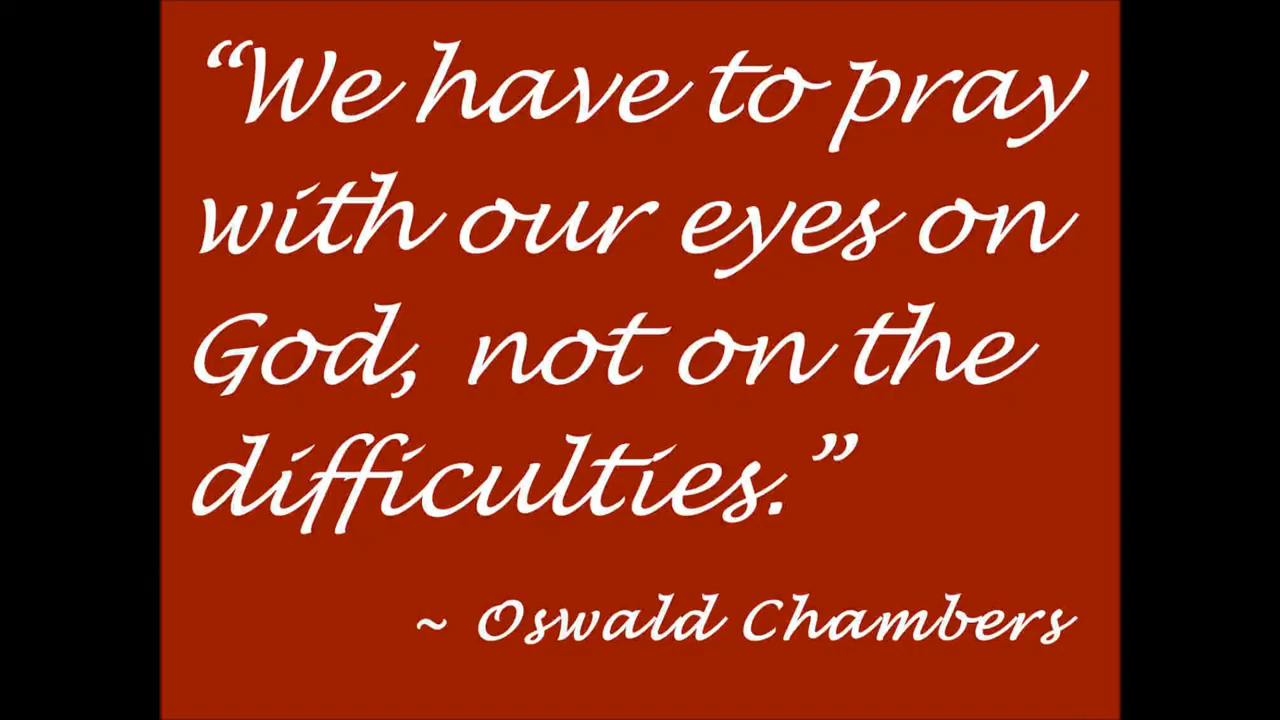 “We have to pray
with our eyes on
God, not on the
difficulties.”
~ Oswald Chambers